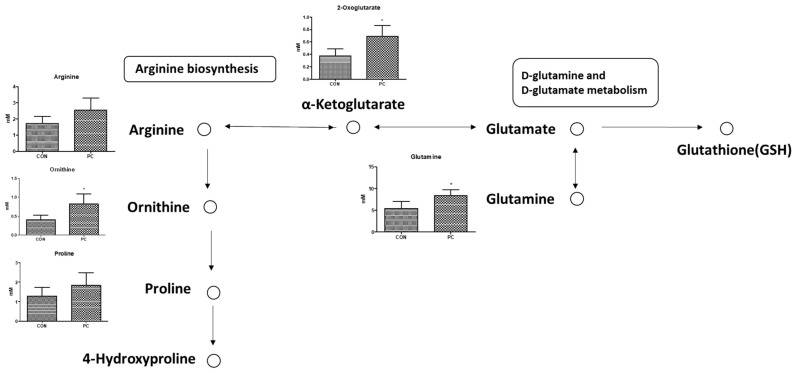 2-Oxoglutarate
*
mM
1.0
0.8
0.6
0.4
0.2
0.0
CON
PC
Arginine biosynthesis
D-glutamine and
D-glutamate metabolism
α-Ketoglutarate
Arginine
mM
4
3
2
1
0
CON
PC
Arginine
Glutamate
Glutathione(GSH)
Ornithine
*
mM
1.5
1.0
0.5
0.0
CON
PC
Ornithine
Glutamine
*
mM
15
10
5
0
CON
PC
Glutamine
Proline
mM
3
2
1
0
CON
PC
Proline
4-Hydroxyproline